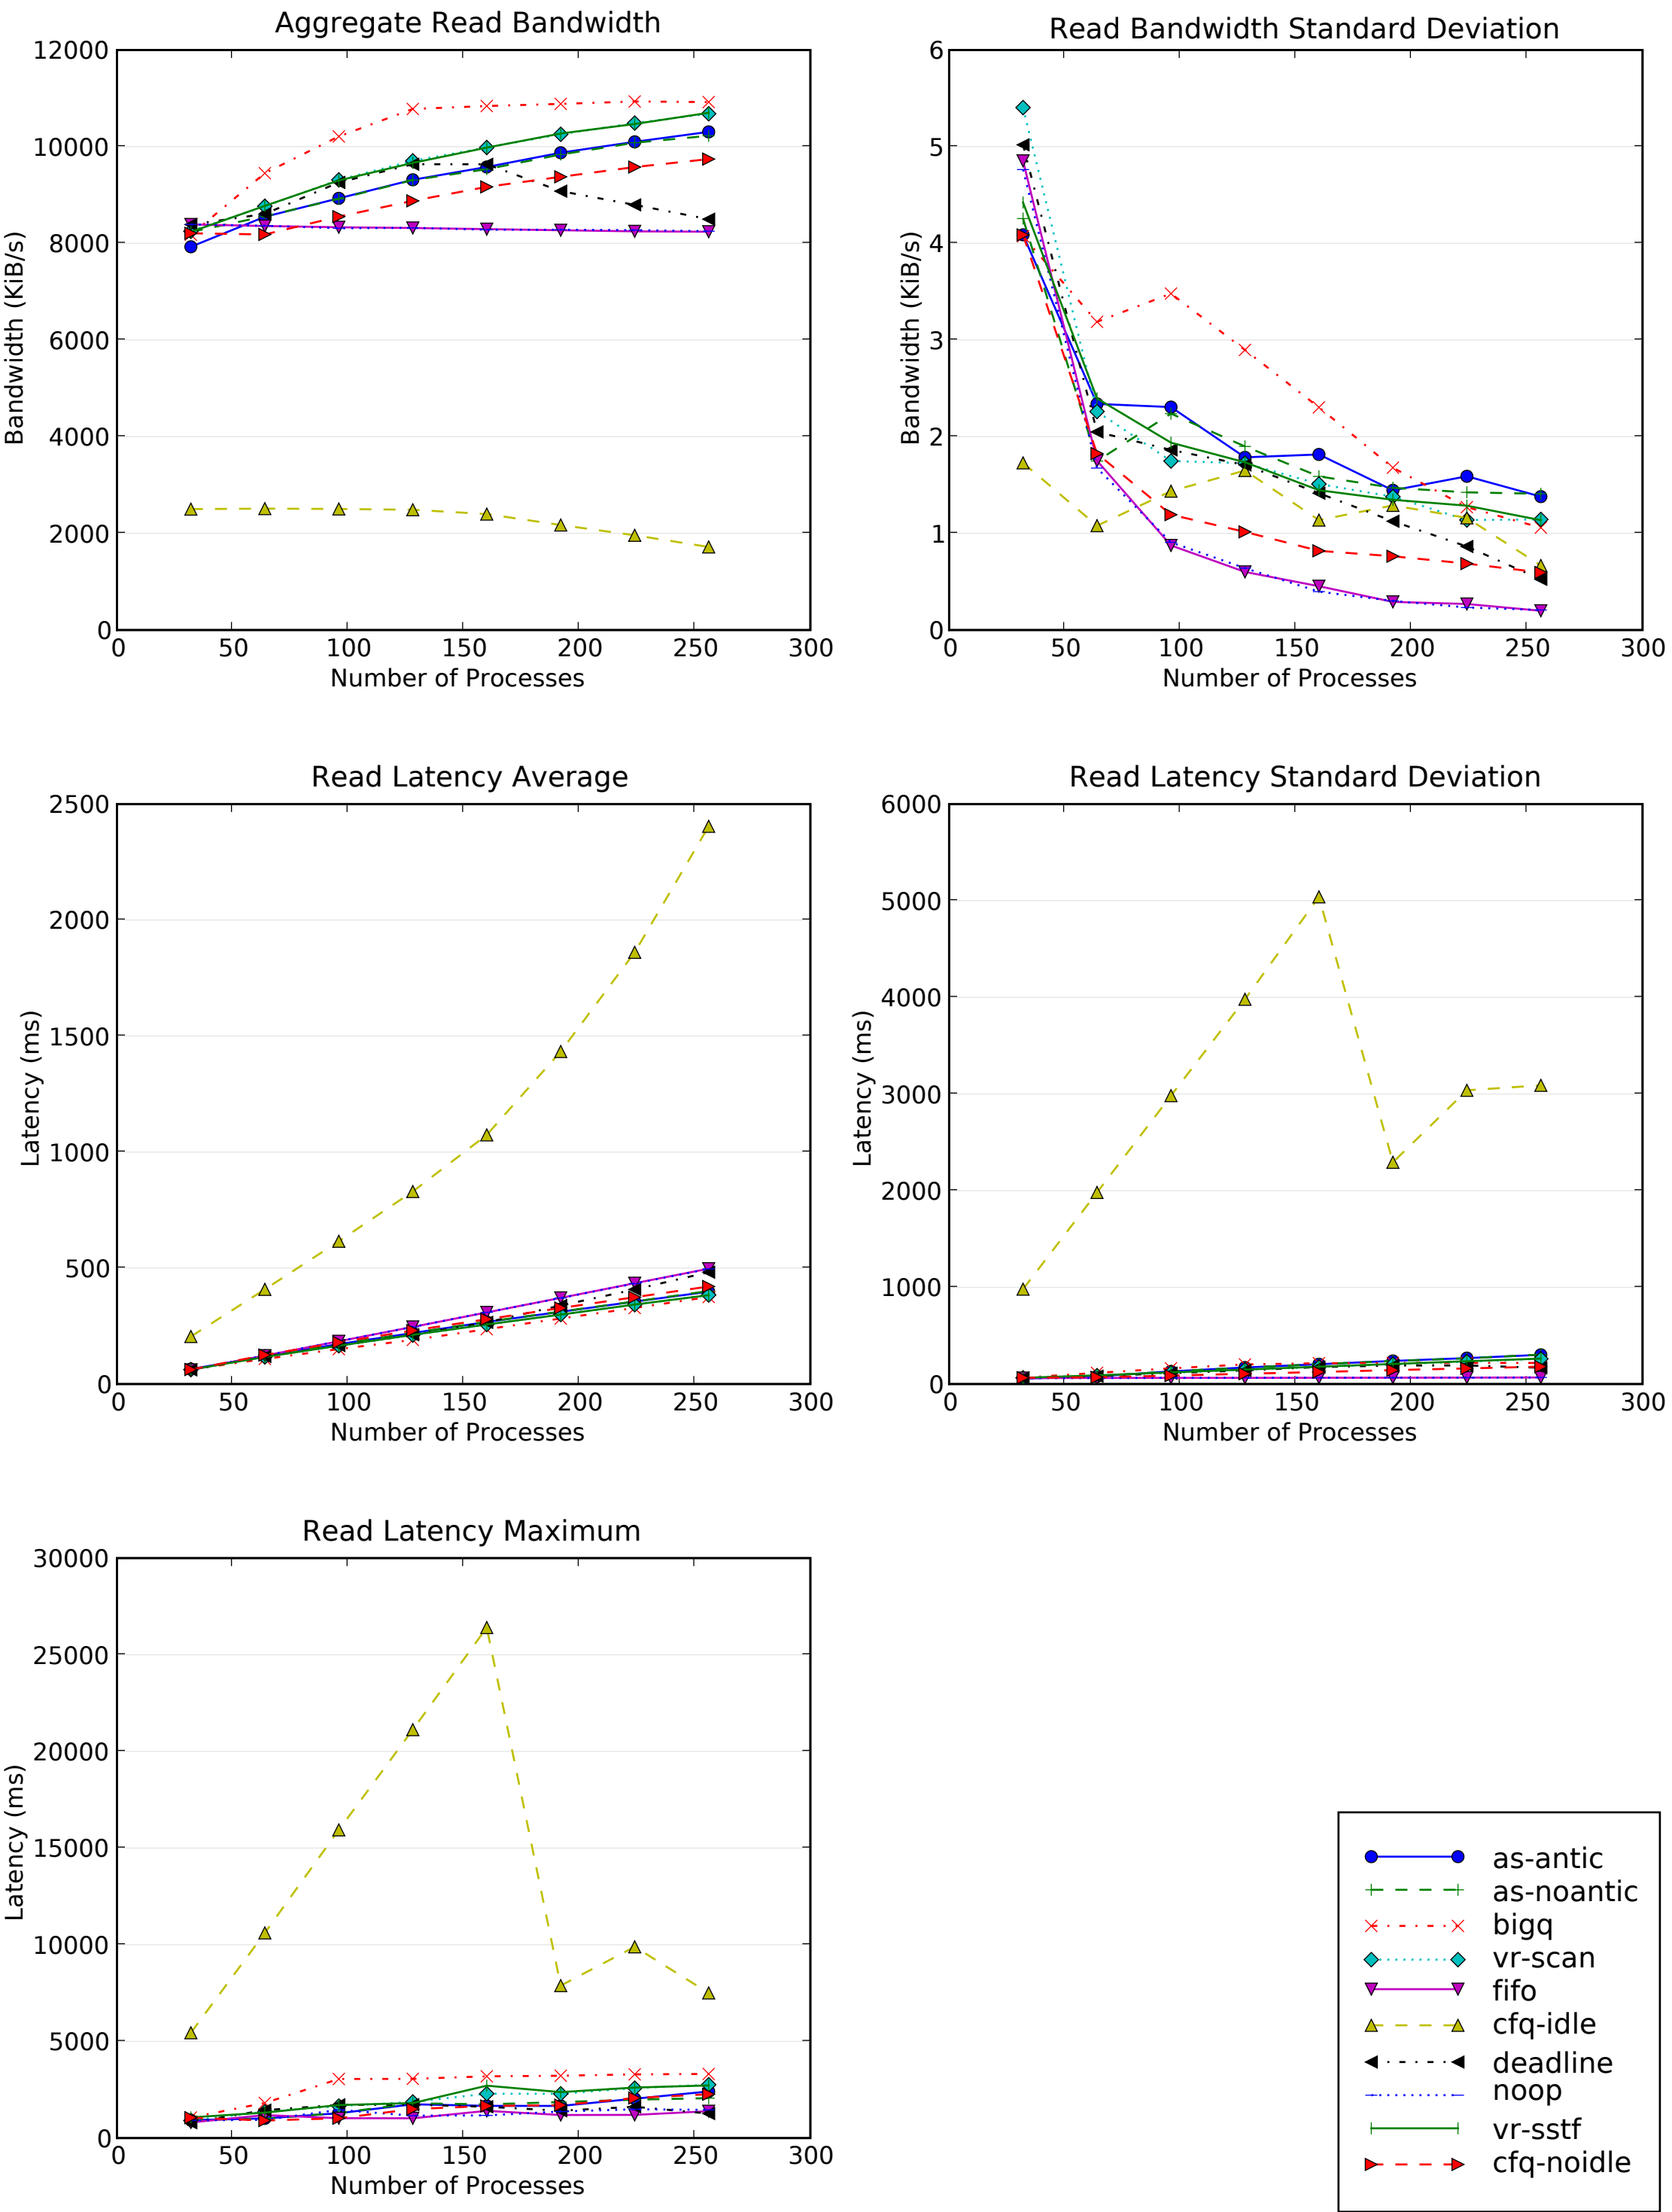 Aggregate Read Bandwidth
12000
10000
8000
6000
4000
2000
0
Bandwidth (KiB/s)
0 50 100 150 200 250 300
Number of Processes
Read Bandwidth Standard Deviation
6
5
4
3
2
1
0
Bandwidth (KiB/s)
0 50 100 150 200 250 300
Number of Processes
Read Latency Average
2500
2000
1500
1000
500
0
Latency (ms)
0 50 100 150 200 250 300
Number of Processes
Read Latency Standard Deviation
6000
5000
4000
3000
2000
1000
0
Latency (ms)
0 50 100 150 200 250 300
Number of Processes
Read Latency Maximum
30000
25000
20000
15000
10000
5000
0
Latency (ms)
0 50 100 150 200 250 300
Number of Processes
as-antic
as-noantic
bigq
vr-scan
fifo
cfq-idle
deadline
noop
vr-sstf
cfq-noidle